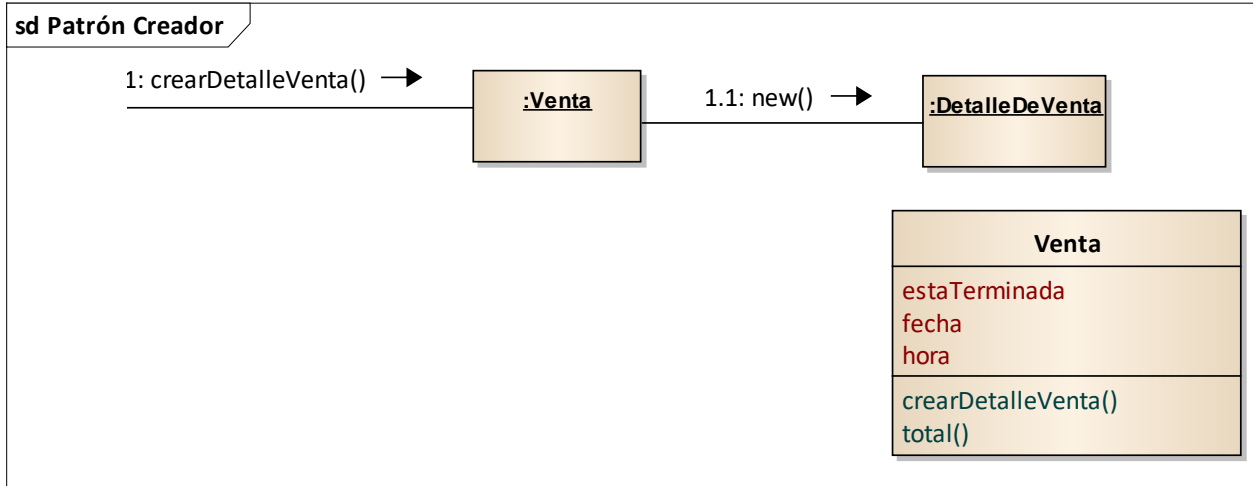 sd Patrón Creador
1: crearDetalleVenta()
:Venta
1.1: new()
:DetalleDeVenta
Venta
estaTerminada
fecha
hora
crearDetalleVenta()
total()